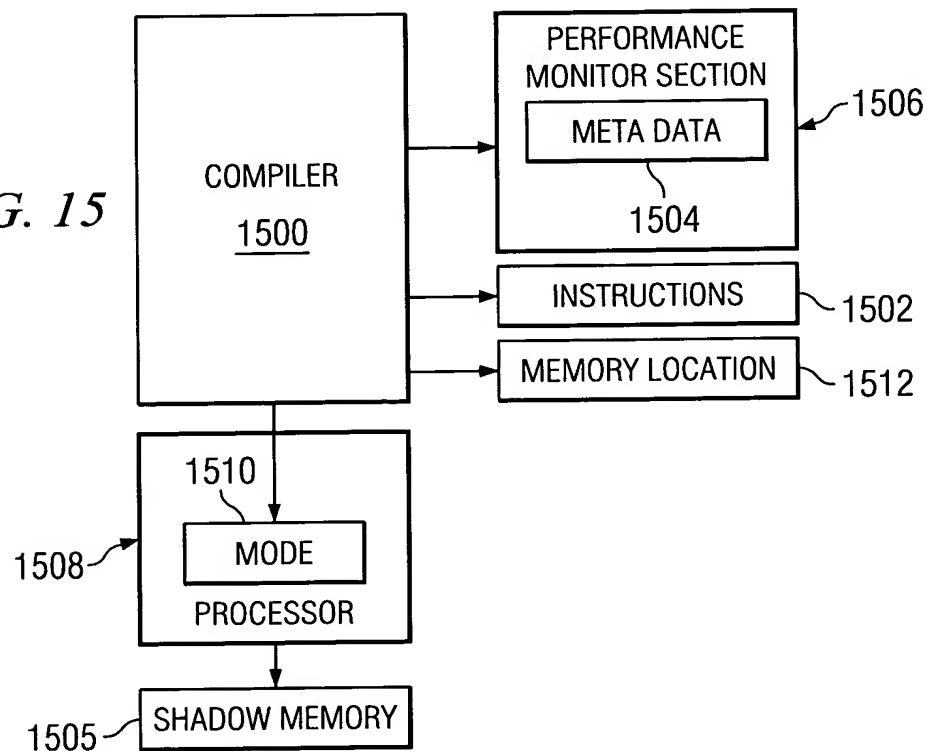 G. 15
COMPILER
1500
PERFORMANCE
MONITOR SECTION
META DATA
1504
1506
INSTRUCTIONS
1502
MEMORY LOCATION
1512
1510
MODE
PROCESSOR
1508
SHADOW MEMORY
1505